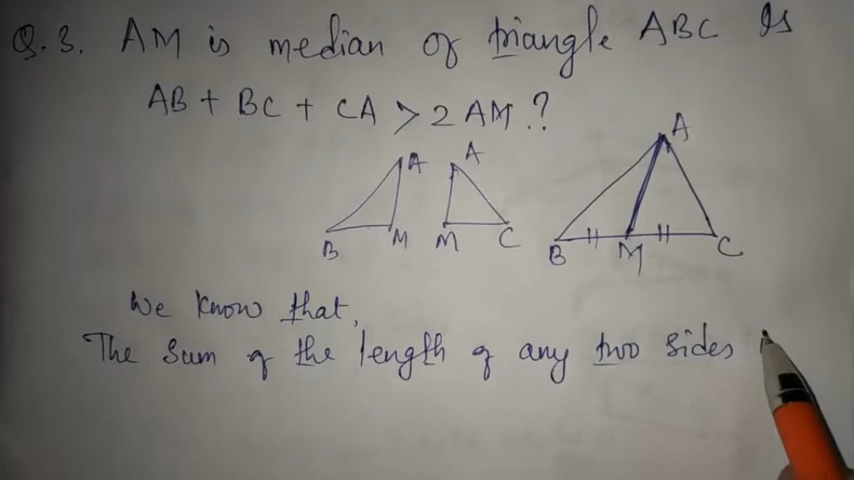 Q.3. AM is median of triangle ABC Is
AB + BC + CA > 2 AM ?
A
A
A
B
M
M
C
B
M
C
We know that,
The sum of the length of any two sides